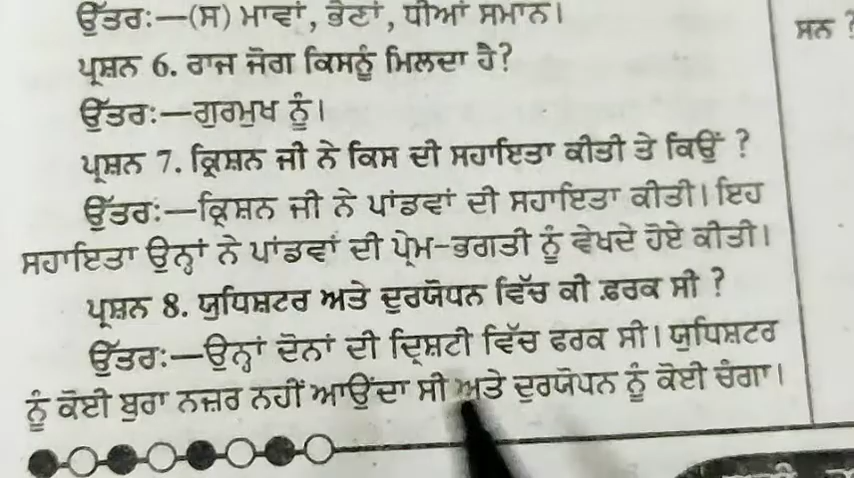 ਉੱਤਰ:—(ਸ) ਮਾਵਾਂ, ਭੈਣਾਂ, ਧੀਆਂ ਸਮਾਨ।
ਸਨ ?
ਪ੍ਰਸ਼ਨ 6. ਰਾਜ ਜੋਗ ਕਿਸਨੂੰ ਮਿਲਦਾ ਹੈ?
ਉੱਤਰ:—ਗੁਰਮੁਖ ਨੂੰ।
ਪ੍ਰਸ਼ਨ 7. ਕ੍ਰਿਸ਼ਨ ਜੀ ਨੇ ਕਿਸ ਦੀ ਸਹਾਇਤਾ ਕੀਤੀ ਤੇ ਕਿਉਂ ?
ਉੱਤਰ:—ਕ੍ਰਿਸ਼ਨ ਜੀ ਨੇ ਪਾਂਡਵਾਂ ਦੀ ਸਹਾਇਤਾ ਕੀਤੀ। ਇਹ
ਸਹਾਇਤਾ ਉਨ੍ਹਾਂ ਨੇ ਪਾਂਡਵਾਂ ਦੀ ਪ੍ਰੇਮ-ਭਗਤੀ ਨੂੰ ਵੇਖਦੇ ਹੋਏ ਕੀਤੀ।
ਪ੍ਰਸ਼ਨ 8. ਯੁਧਿਸ਼ਟਰ ਅਤੇ ਦੁਰਯੋਧਨ ਵਿੱਚ ਕੀ ਫ਼ਰਕ ਸੀ ?
ਉੱਤਰ:—ਉਨ੍ਹਾਂ ਦੋਨਾਂ ਦੀ ਦ੍ਰਿਸ਼ਟੀ ਵਿੱਚ ਫਰਕ ਸੀ। ਯੁਧਿਸ਼ਟਰ
ਨੂੰ ਕੋਈ ਬੁਰਾ ਨਜ਼ਰ ਨਹੀਂ ਆਉਂਦਾ ਸੀ ਅਤੇ ਦੁਰਯੋਧਨ ਨੂੰ ਕੋਈ ਚੰਗਾ।